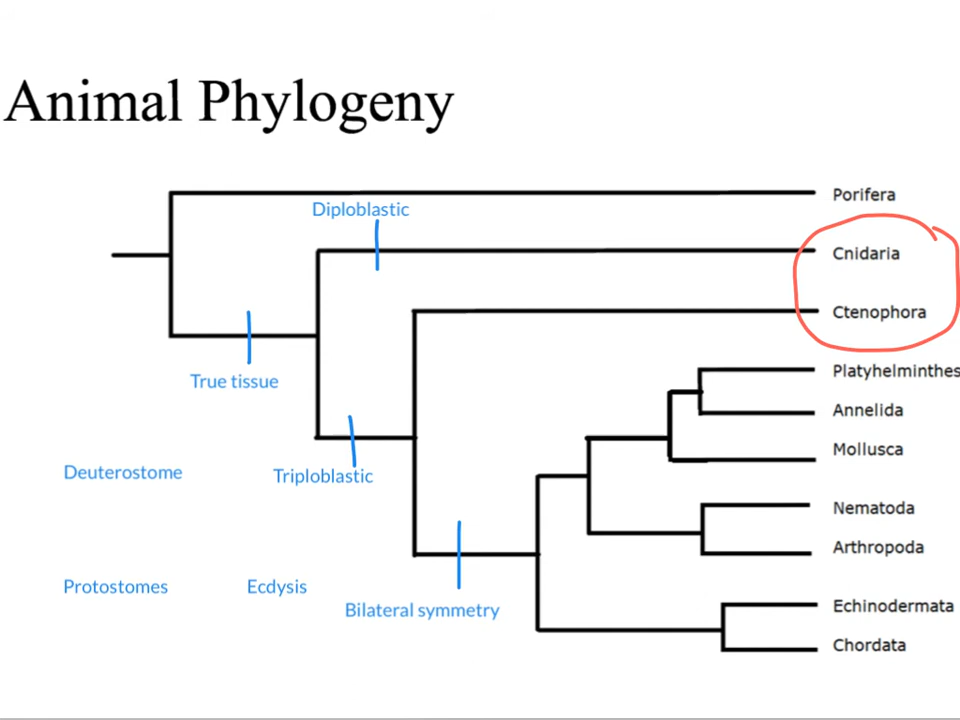 Animal Phylogeny
Porifera
Diploblastic
Cnidaria
Ctenophora
True tissue
Platyhelminthes
Annelida
Mollusca
Deuterostome
Triploblastic
Nematoda
Arthropoda
Protostomes
Ecdysis
Bilateral symmetry
Echinodermata
Chordata